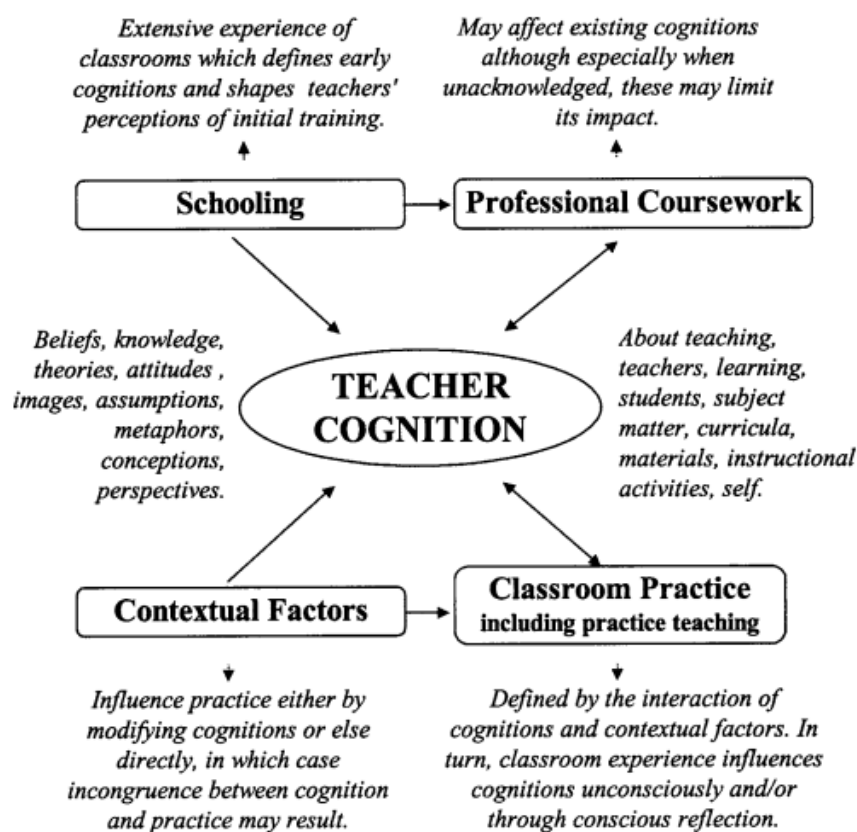 Extensive experience of
classrooms which defines early
cognitions and shapes teachers'
perceptions of initial training.
May affect existing cognitions
although especially when
unacknowledged, these may limit
its impact.
Schooling
Professional Coursework
Beliefs, knowledge,
theories, attitudes ,
images, assumptions,
metaphors,
conceptions,
perspectives.
TEACHER
COGNITION
About teaching,
teachers, learning,
students, subject
matter, curricula,
materials, instructional
activities, self.
Contextual Factors
Classroom Practice
including practice teaching
Influence practice either by
modifying cognitions or else
directly, in which case
incongruence between cognition
and practice may result.
Defined by the interaction of
cognitions and contextual factors. In
turn, classroom experience influences
cognitions unconsciously and/or
through conscious reflection.